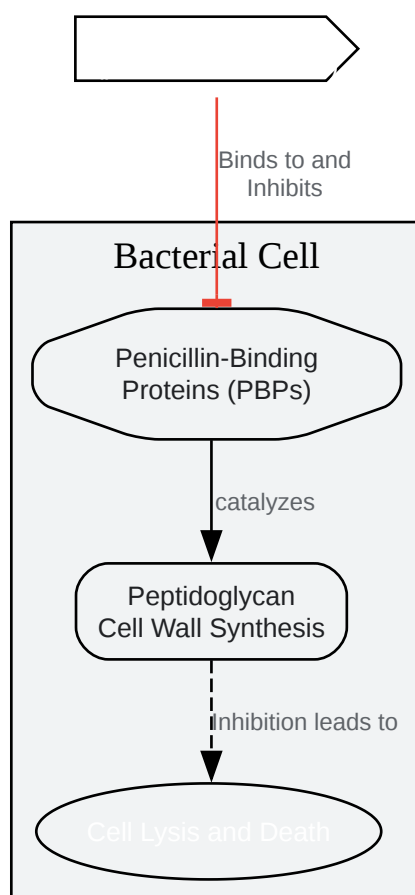 Binds to and
Inhibits
Bacterial Cell
Penicillin-Binding
Proteins (PBPs)
catalyzes
Peptidoglycan
Cell Wall Synthesis
Inhibition leads to
Cell Lysis and Death